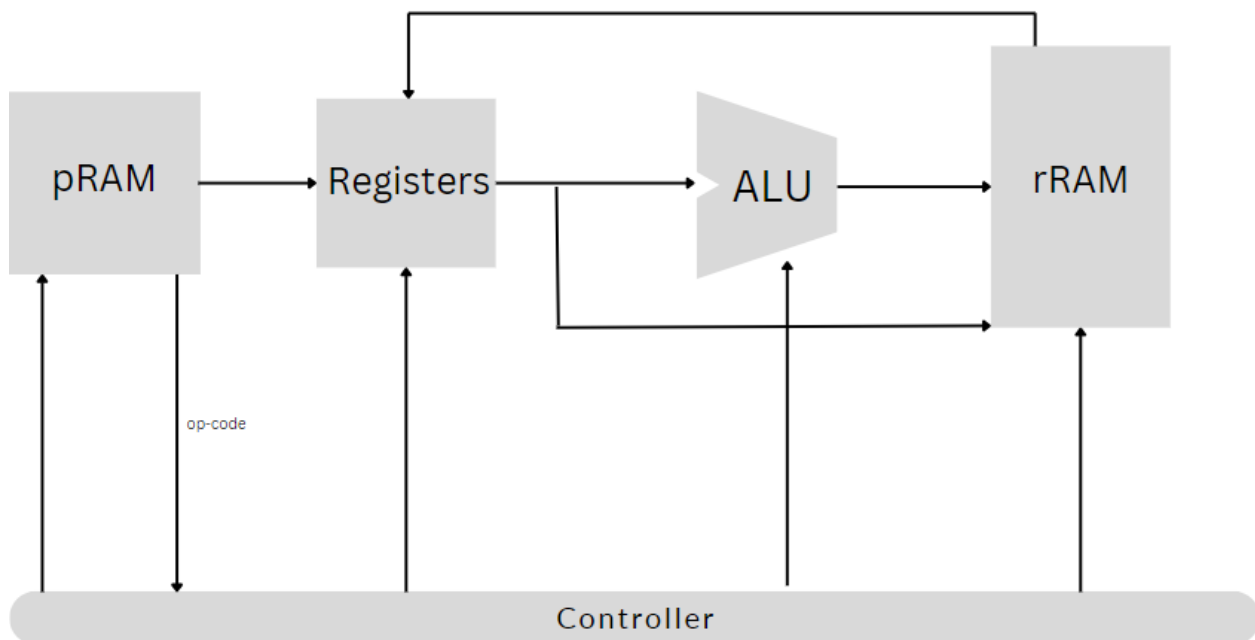 pRAM
Registers
ALU
rRAM
op-code
Controller